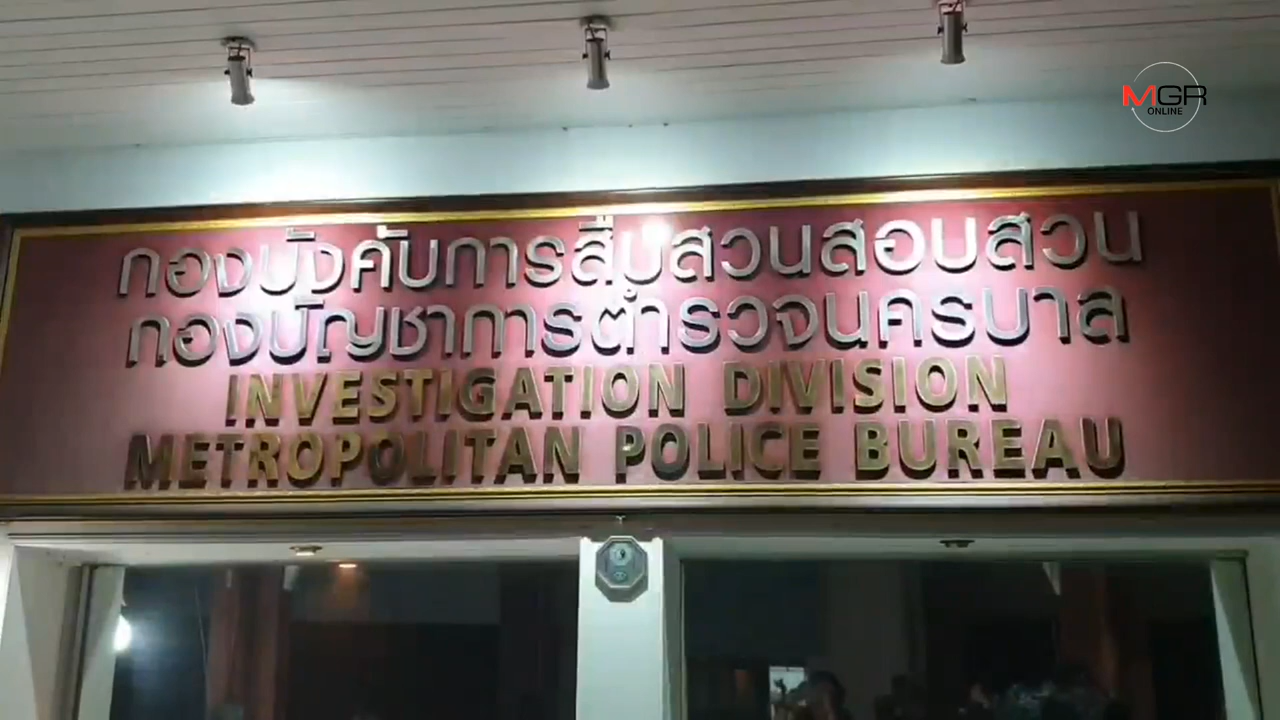 MGR
ONLINE
กองบังคับการสืบสวนสอบสวน
กองบัญชาการตำรวจนครบาล
INVESTIGATION DIVISION
METROPOLITAN POLICE BUREAU